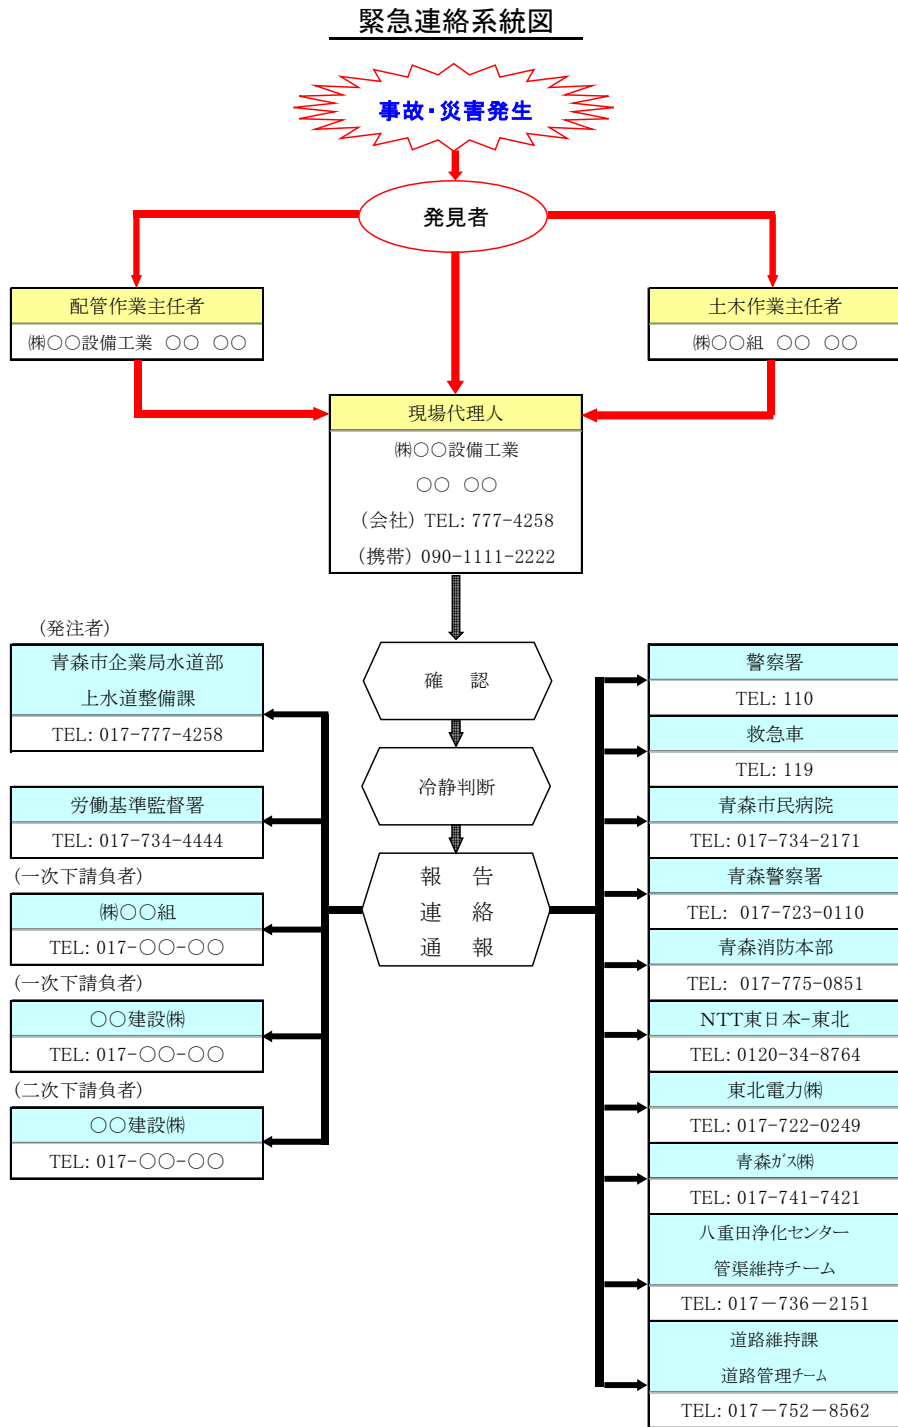 緊急連絡系統図
事故・災害発生
発見者
配管作業主任者
㈱○○設備工業 ○○ ○○
土木作業主任者
㈱○○組 ○○ ○○
現場代理人
㈱○○設備工業
○○ ○○
(会社) TEL: 777-4258
(携帯) 090-1111-2222
確 認
冷静判断
報 告
連 絡
通 報
(発注者)
青森市企業局水道部
上水道整備課
TEL: 017-777-4258
労働基準監督署
TEL: 017-734-4444
(一次下請負者)
㈱○○組
TEL: 017-○○-○○
(一次下請負者)
○○建設㈱
TEL: 017-○○-○○
(二次下請負者)
○○建設㈱
TEL: 017-○○-○○
警察署
TEL: 110
救急車
TEL: 119
青森市民病院
TEL: 017-734-2171
青森警察署
TEL: 017-723-0110
青森消防本部
TEL: 017-775-0851
NTT東日本-東北
TEL: 0120-34-8764
東北電力㈱
TEL: 017-722-0249
青森ｶﾞｽ㈱
TEL: 017-741-7421
八重田浄化センター
管渠維持チーム
TEL: 017－736－2151
道路維持課
道路管理ﾁｰﾑ
TEL: 017－752－8562